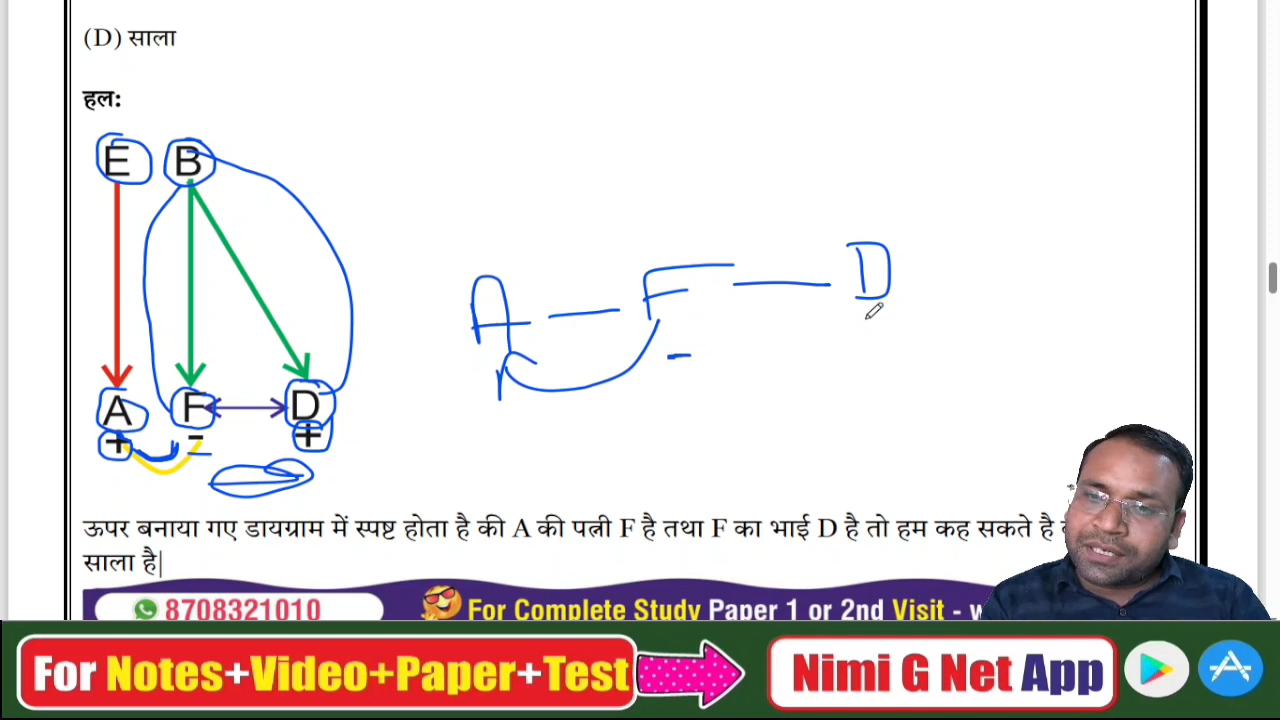 (D) साला
हल:
E B
A F D
A F D
+ - +
-
ऊपर बनाया गए डायग्राम में स्पष्ट होता है की A की पत्नी F है तथा F का भाई D है तो हम कह सकते है
साला है|
8708321010 For Complete Study Paper 1 or 2nd Visit -
For Notes+Video+Paper+Test Nimi G Net App